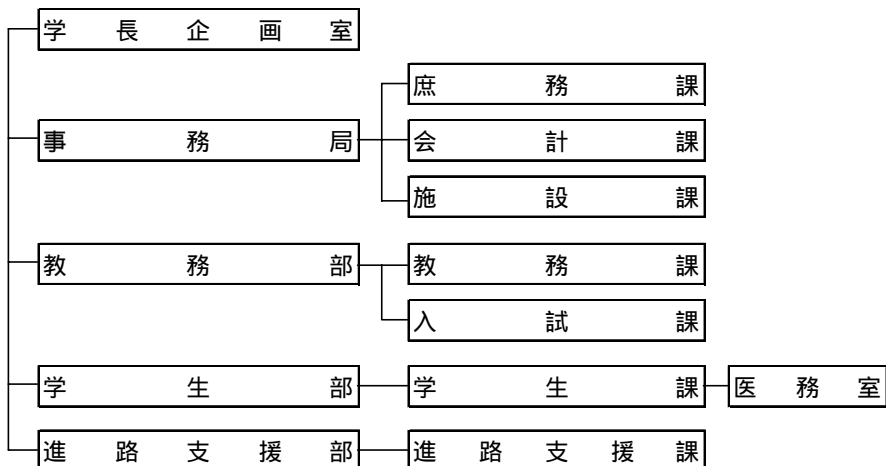 学長企画室
庶務課
事務局 会計課
施設課
教務部 教務課
入試課
学生部 学生課 医務室
進路支援部 進路支援課